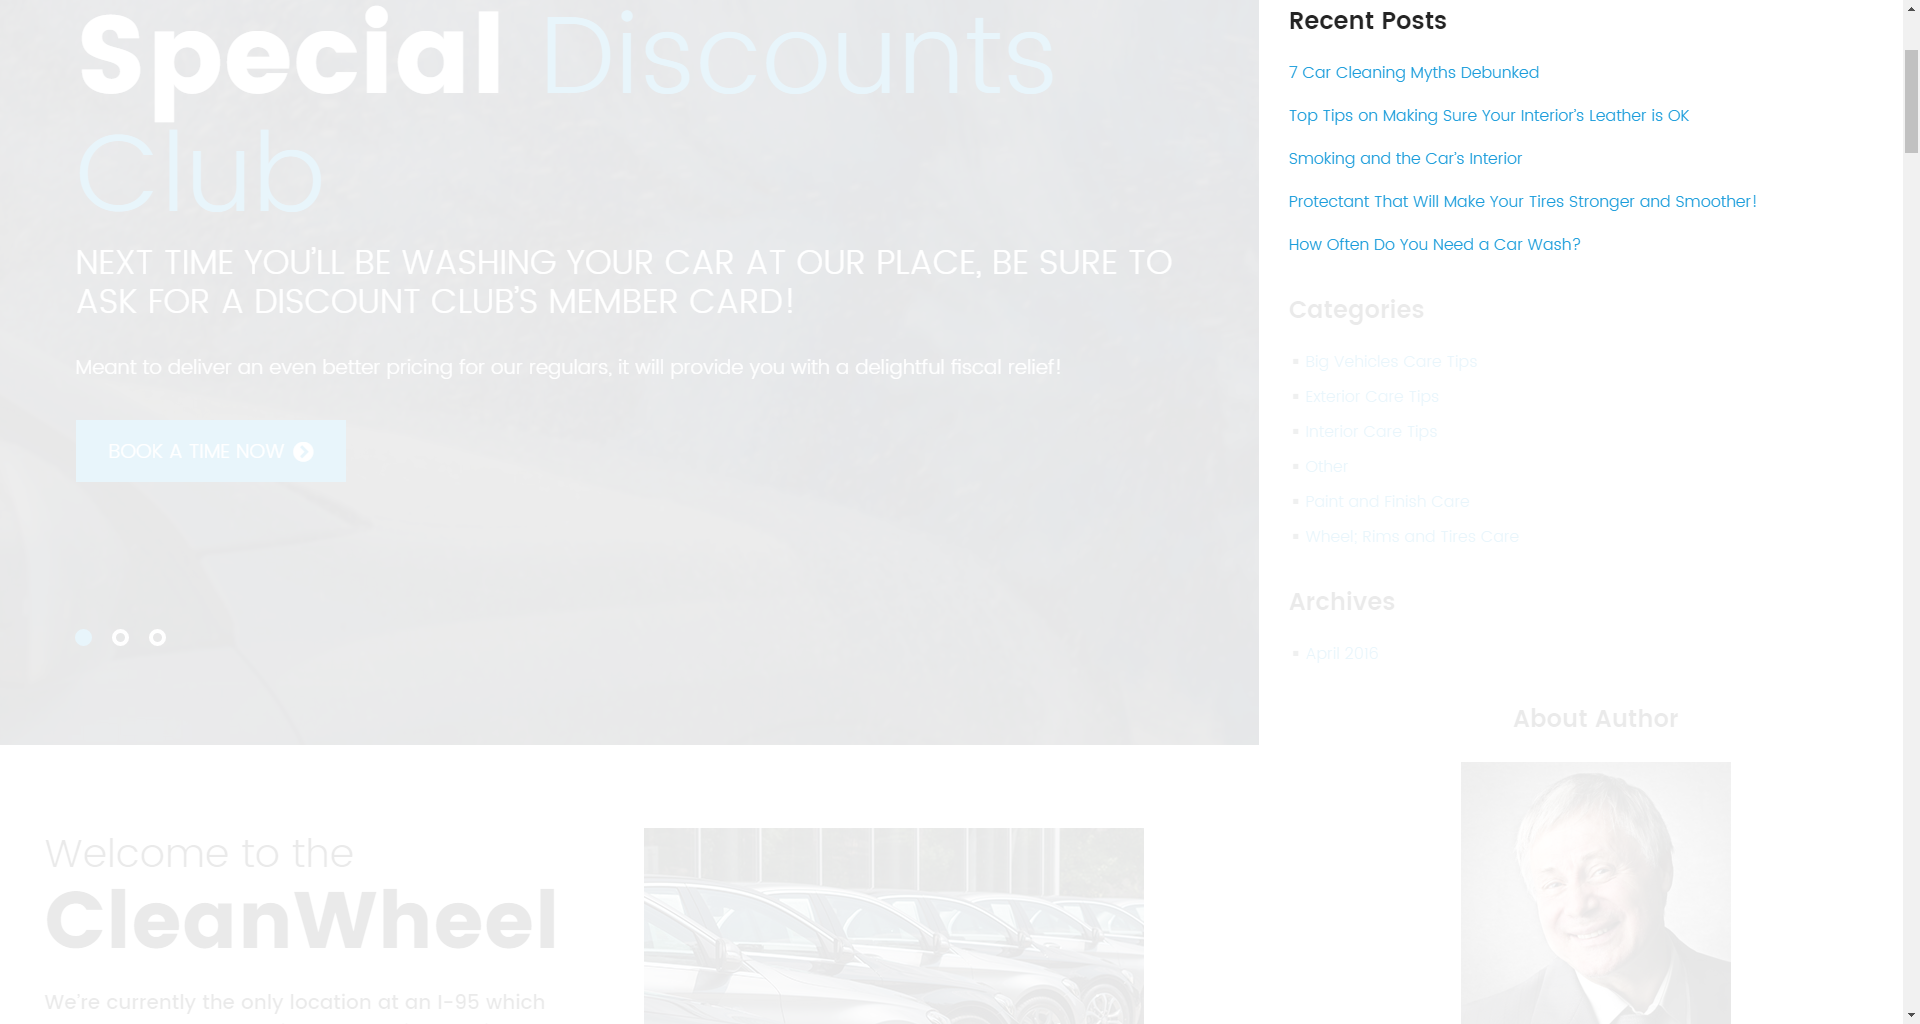 Special Discounts
Club
NEXT TIME YOU'LL BE WASHING YOUR CAR AT OUR PLACE, BE SURE TO
ASK FOR A DISCOUNT CLUB'S MEMBER CARD!
Meant to deliver an even better pricing for our regulars, it will provide you with a delightful fiscal relief!
BOOK A TIME NOW
Welcome to the
CleanWheel
We're currently the only location at an I-95 which
Recent Posts
7 Car Cleaning Myths Debunked
Top Tips on Making Sure Your Interior's Leather is OK
Smoking and the Car's Interior
Protectant That Will Make Your Tires Stronger and Smoother!
How Often Do You Need a Car Wash?
Categories
Big Vehicles Care Tips
Exterior Care Tips
Interior Care Tips
Other
Paint and Finish Care
Wheel, Rims and Tires Care
Archives
April 2016
About Author